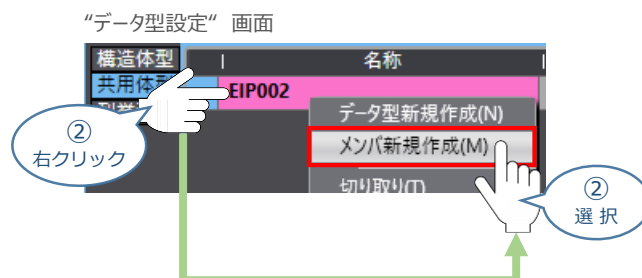 “データ型設定“ 画面
構造体型
名称
共用体型
EIP002
データ型新規作成(N)
②
右クリック
メンバ新規作成(M)
切り取り(T)
②
選 択